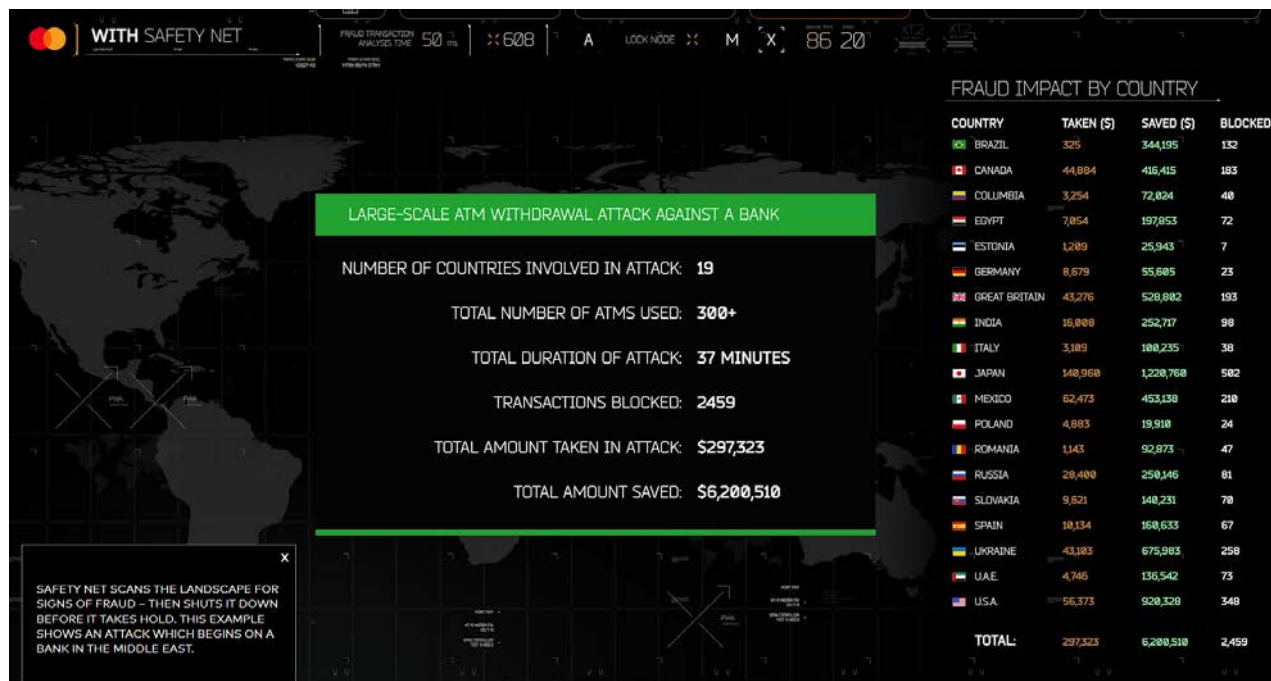 WITH SAFETY NET
FRAUD TRANSACTION
ANALYSIS TIME 50 ms
608
A LOCK NODE M [X] 86 20
XT2 XT2
FRAUD IMPACT BY COUNTRY
COUNTRY TAKEN ($) SAVED ($) BLOCKED
BRAZIL 325 344,195 132
CANADA 44,884 416,415 183
COLUMBIA 3,254 72,024 40
EGYPT 7,054 197,853 72
ESTONIA 1,209 25,943 7
GERMANY 8,679 55,605 23
GREAT BRITAIN 43,276 528,802 193
INDIA 16,008 252,717 98
ITALY 3,109 100,235 38
JAPAN 140,960 1,220,760 502
MEXICO 62,473 453,138 210
POLAND 4,883 19,910 24
ROMANIA 1,143 92,873 47
RUSSIA 28,400 250,146 81
SLOVAKIA 9,621 140,231 70
SPAIN 10,134 160,633 67
UKRAINE 43,103 675,983 258
U.A.E. 4,746 136,542 73
U.S.A. 56,373 920,328 348
TOTAL: 297,323 6,200,510 2,459
LARGE-SCALE ATM WITHDRAWAL ATTACK AGAINST A BANK
NUMBER OF COUNTRIES INVOLVED IN ATTACK: 19
TOTAL NUMBER OF ATMS USED: 300+
TOTAL DURATION OF ATTACK: 37 MINUTES
TRANSACTIONS BLOCKED: 2459
TOTAL AMOUNT TAKEN IN ATTACK: $297,323
TOTAL AMOUNT SAVED: $6,200,510
PWA PWA
PWA
X
SAFETY NET SCANS THE LANDSCAPE FOR
SIGNS OF FRAUD – THEN SHUTS IT DOWN
BEFORE IT TAKES HOLD. THIS EXAMPLE
SHOWS AN ATTACK WHICH BEGINS ON A
BANK IN THE MIDDLE EAST.